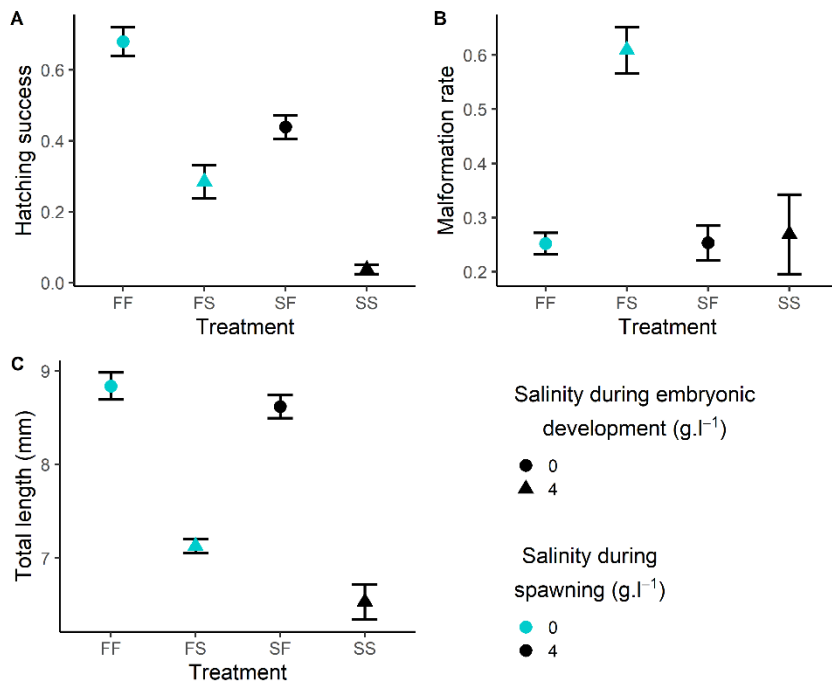 A
Hatching success
0.6
0.4
0.2
0.0
FF
FS
SF
SS
Treatment
B
Malformation rate
0.6
0.5
0.4
0.3
0.2
FF
FS
SF
SS
Treatment
C
Total length (mm)
9
8
7
FF
FS
SF
SS
Treatment
Salinity during embryonic
development (g.l⁻¹)
0
4
Salinity during
spawning (g.l⁻¹)
0
4